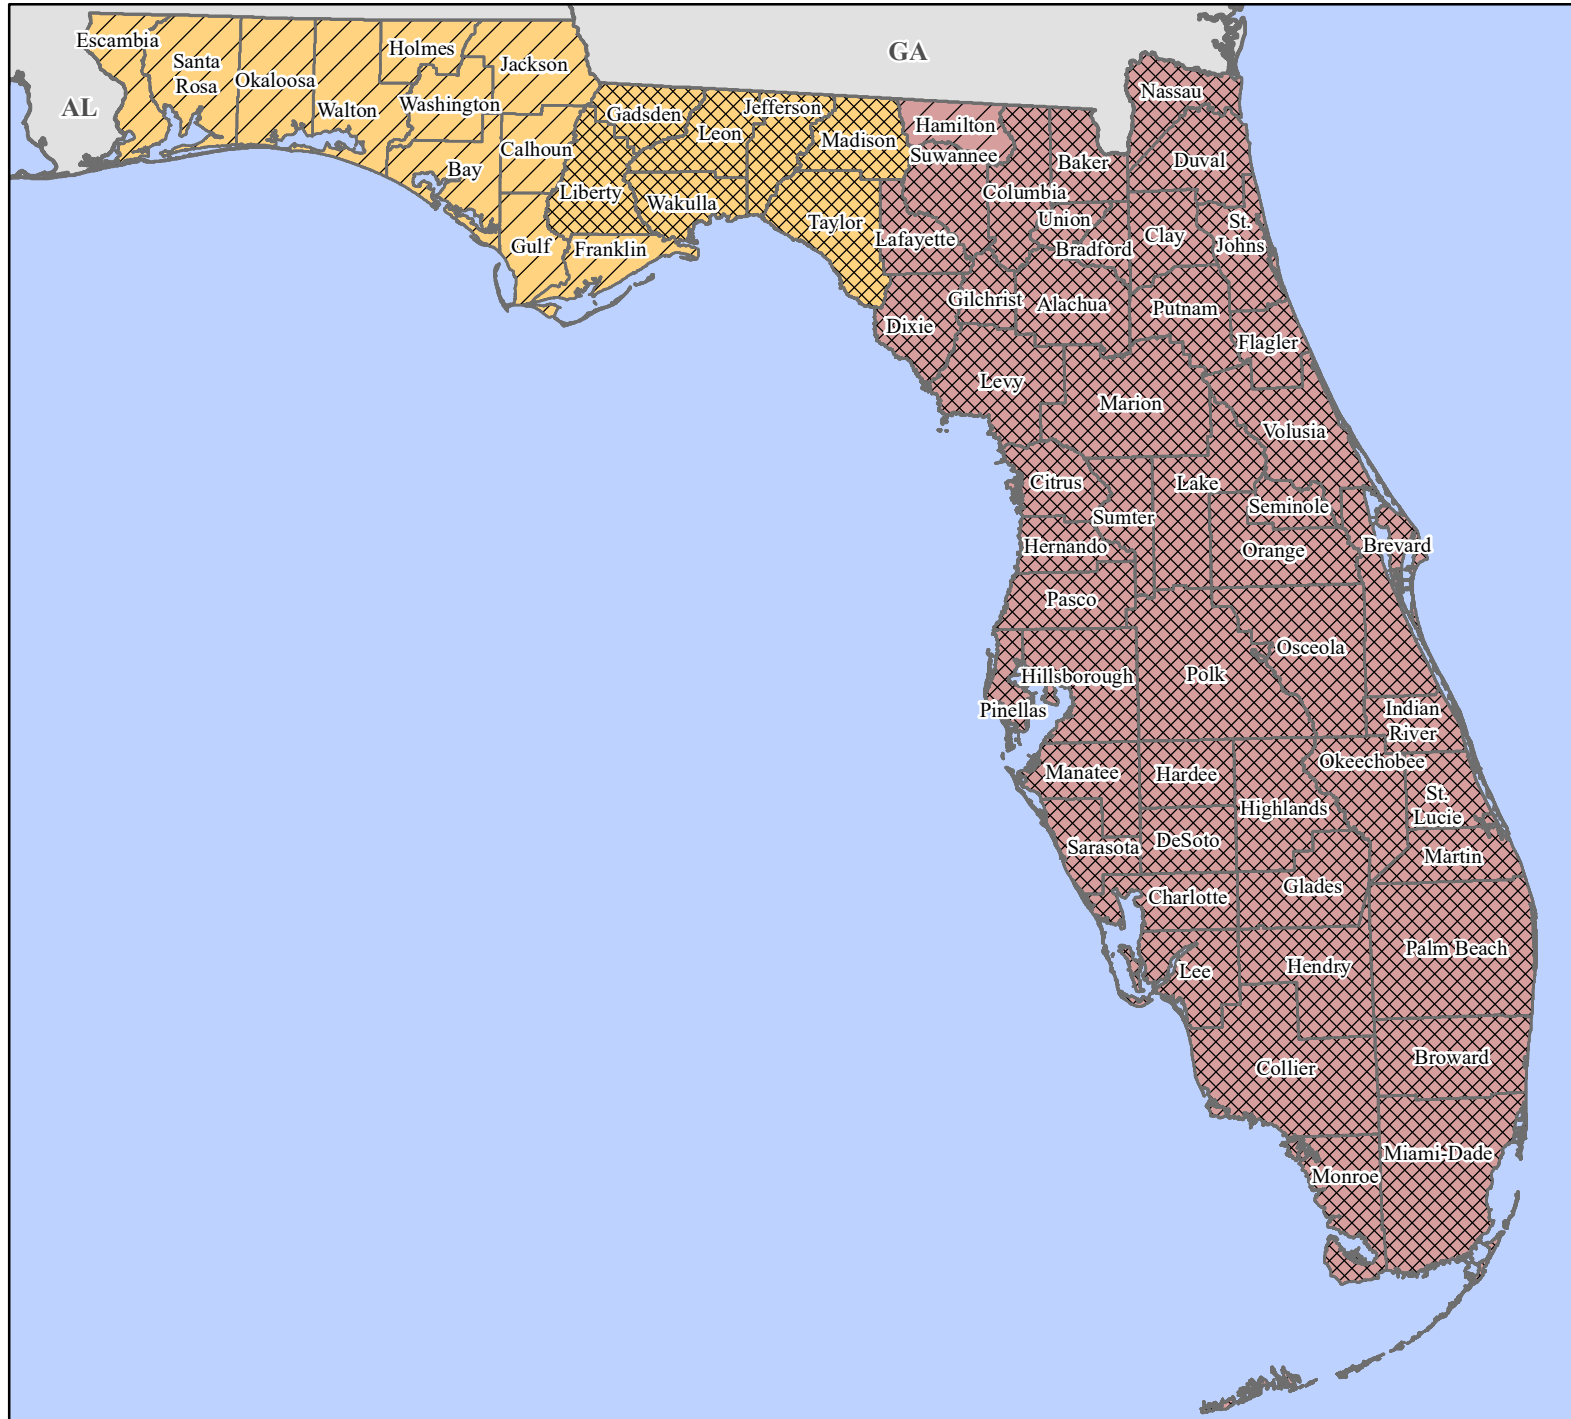 Escambia
Santa
Rosa
Okaloosa
Walton
Holmes
Washington
Jackson
Bay
Calhoun
Gulf
Liberty
Franklin
Gadsden
Leon
Wakulla
Jefferson
Madison
Taylor
AL
GA
Hamilton
Suwannee
Columbia
Baker
Nassau
Duval
Union
Bradford
Clay
St.
Johns
Lafayette
Gilchrist
Alachua
Putnam
Dixie
Flagler
Levy
Marion
Volusia
Citrus
Sumter
Lake
Seminole
Hernando
Orange
Brevard
Pasco
Osceola
Hillsborough
Polk
Pinellas
Indian
River
Okeechobee
Manatee
Hardee
Highlands
St.
Lucie
DeSoto
Sarasota
Martin
Charlotte
Glades
Lee
Hendry
Palm Beach
Collier
Broward
Monroe
Miami-Dade